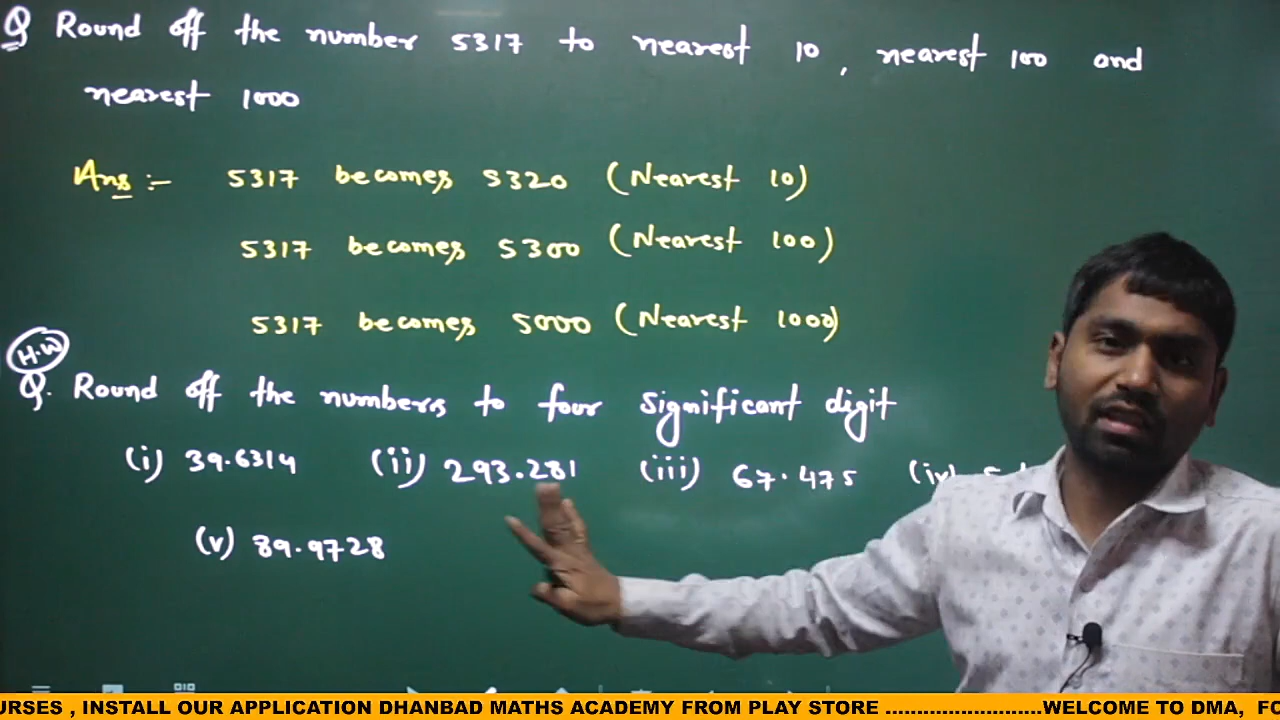 Q Round off the number 5317 to nearest 10, nearest 100 and
nearest 1000
Ans :- 5317 becomes 5320 (Nearest 10)
5317 becomes 5300 (Nearest 100)
5317 becomes 5000 (Nearest 1000)
H.W
Q. Round off the numbers to four significant digit
(i) 39.6314 (ii) 293.281 (iii) 67.475 (iv)
(v) 89.9728
URSES , INSTALL OUR APPLICATION DHANBAD MATHS ACADEMY FROM PLAY STORE ..........................WELCOME TO DMA, FO